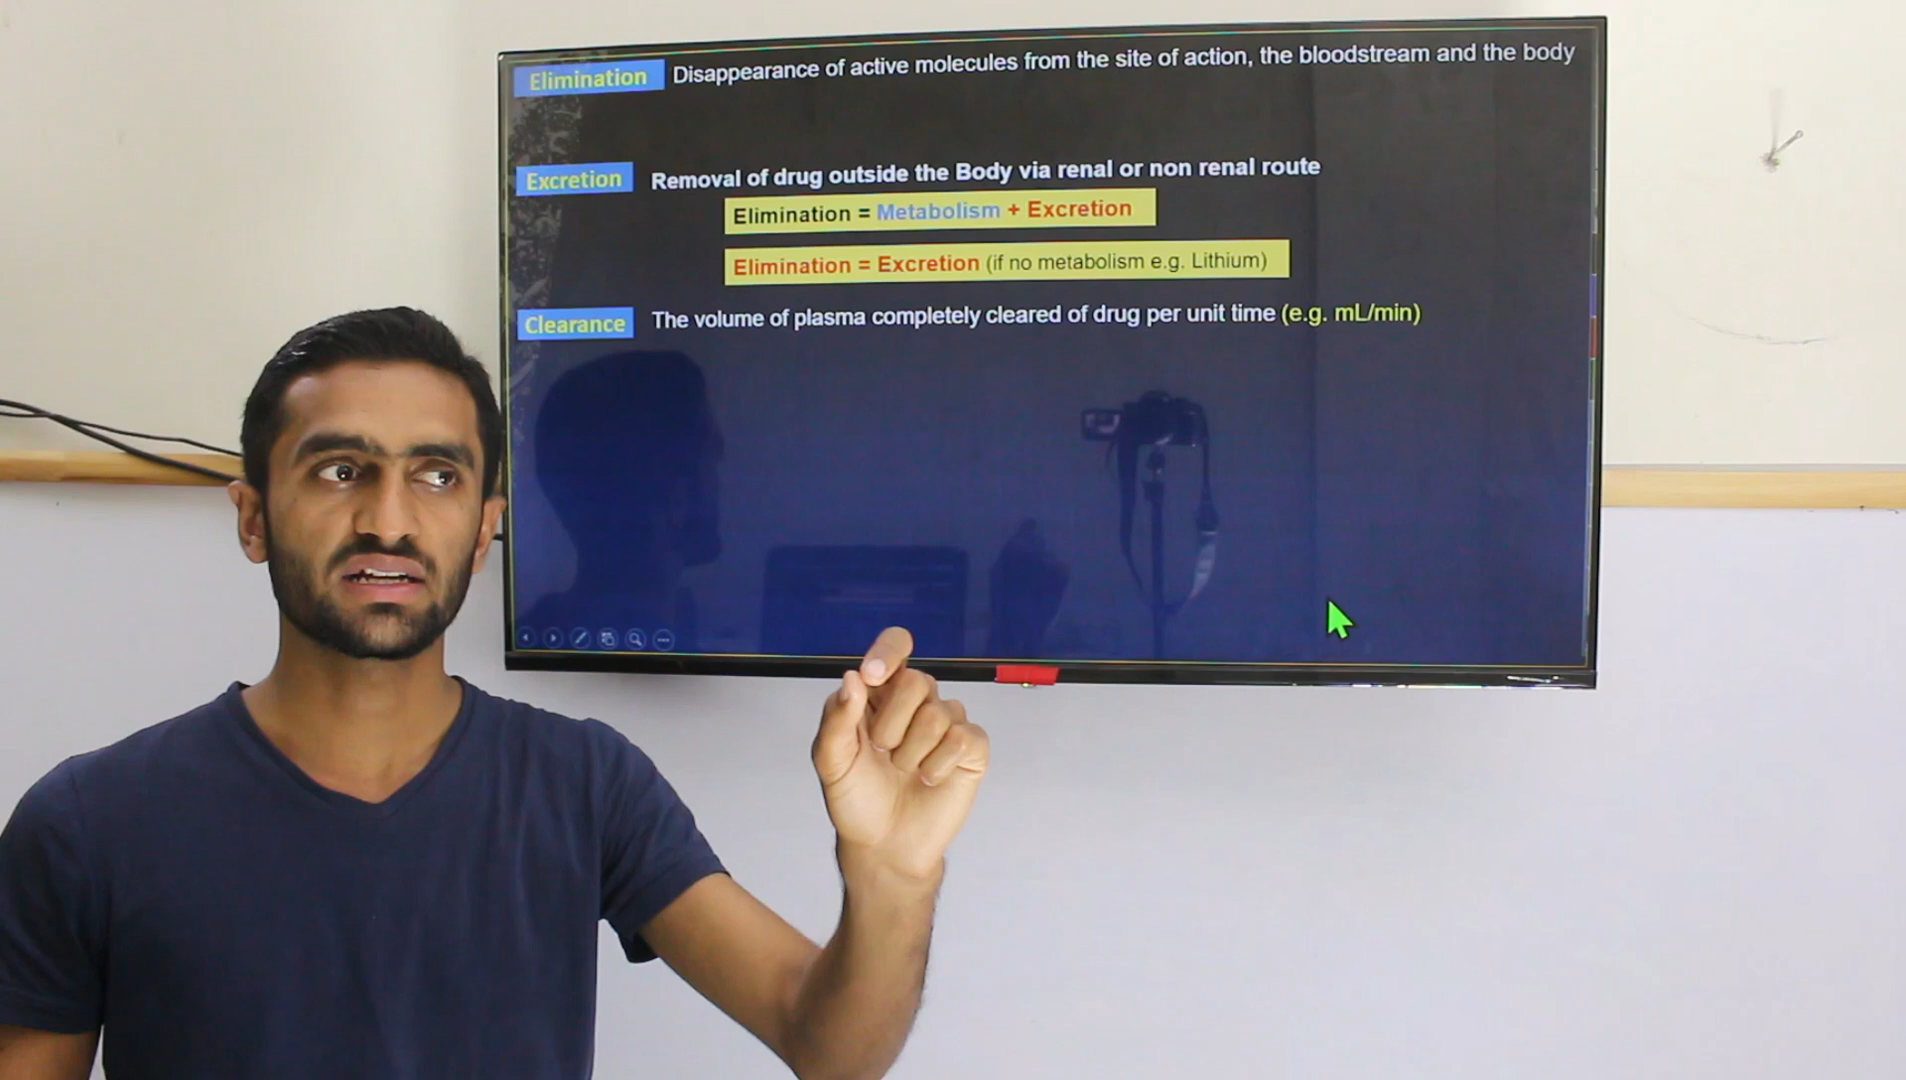 Elimination Disappearance of active molecules from the site of action, the bloodstream and the body
Excretion Removal of drug outside the Body via renal or non renal route
Elimination = Metabolism + Excretion
Elimination = Excretion (if no metabolism e.g. Lithium)
Clearance The volume of plasma completely cleared of drug per unit time (e.g. mL/min)